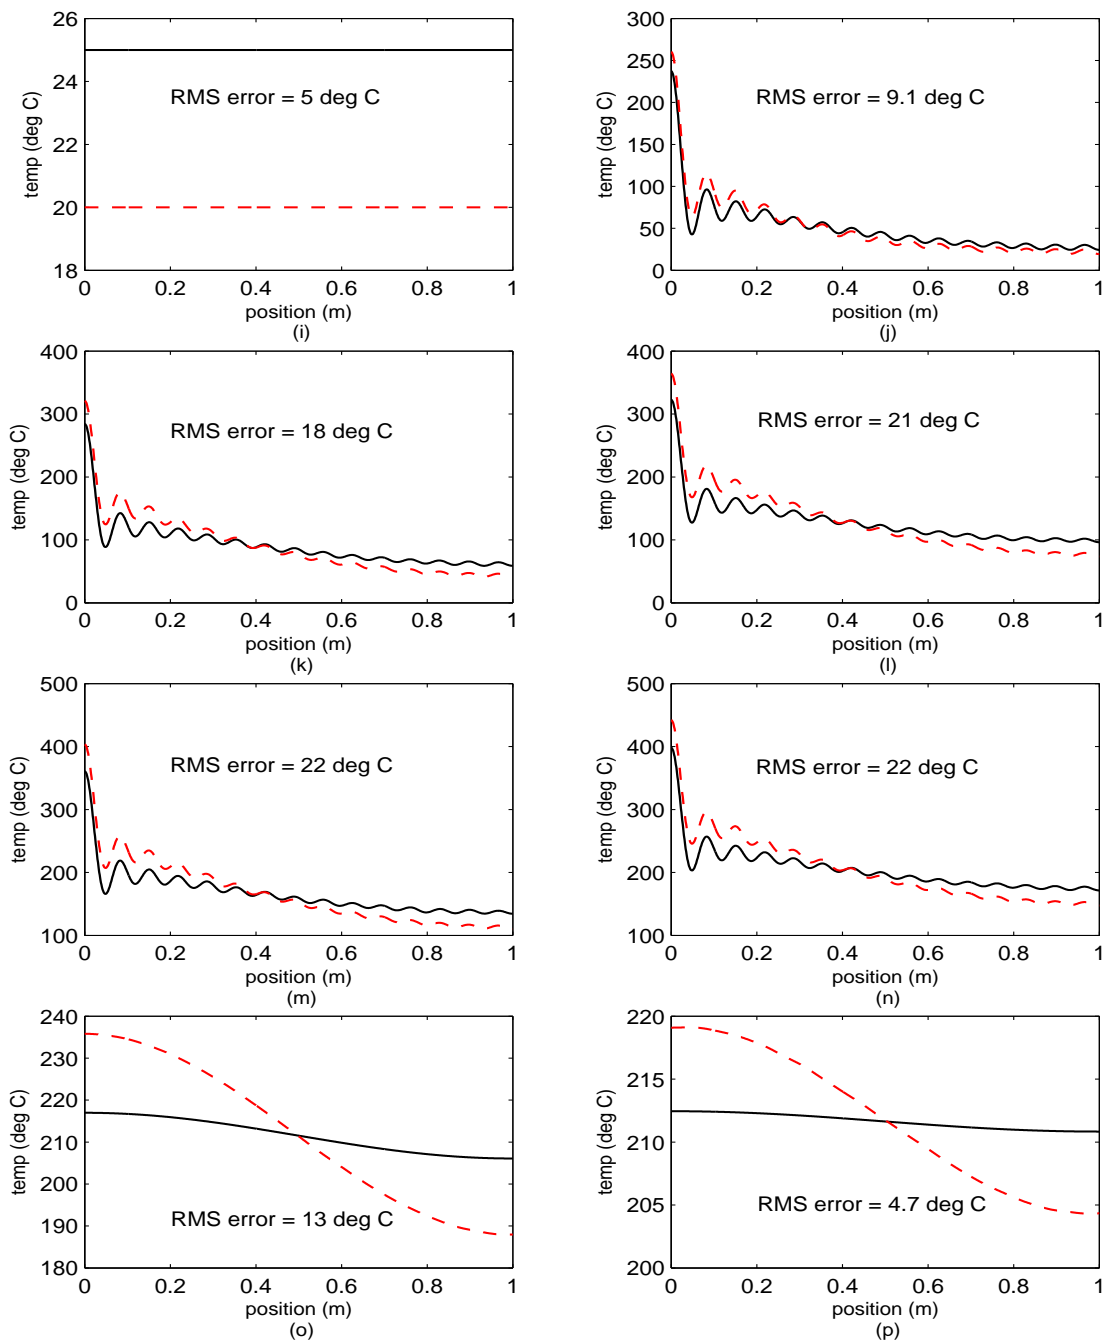 26
24
22
20
18
temp (deg C)
RMS error = 5 deg C
0 0.2 0.4 0.6 0.8 1
position (m)
(i)
300
250
200
150
100
50
0
temp (deg C)
RMS error = 9.1 deg C
0 0.2 0.4 0.6 0.8 1
position (m)
(j)
400
300
200
100
0
temp (deg C)
RMS error = 18 deg C
0 0.2 0.4 0.6 0.8 1
position (m)
(k)
400
300
200
100
0
temp (deg C)
RMS error = 21 deg C
0 0.2 0.4 0.6 0.8 1
position (m)
(l)
500
400
300
200
100
temp (deg C)
RMS error = 22 deg C
0 0.2 0.4 0.6 0.8 1
position (m)
(m)
500
400
300
200
100
temp (deg C)
RMS error = 22 deg C
0 0.2 0.4 0.6 0.8 1
position (m)
(n)
240
230
220
210
200
190
180
temp (deg C)
RMS error = 13 deg C
0 0.2 0.4 0.6 0.8 1
position (m)
(o)
220
215
210
205
200
temp (deg C)
RMS error = 4.7 deg C
0 0.2 0.4 0.6 0.8 1
position (m)
(p)